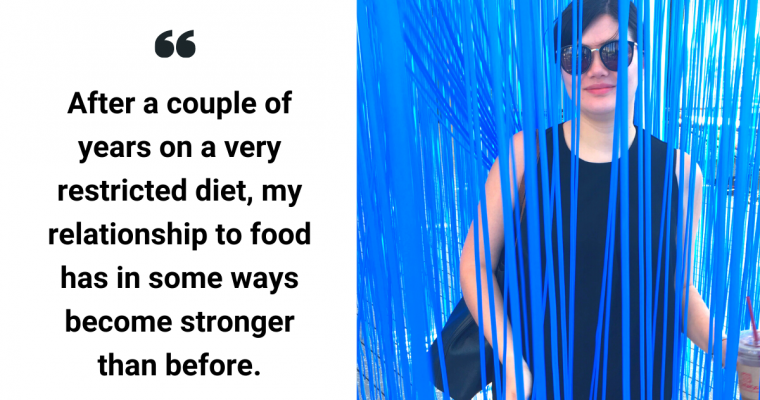 “
After a couple of
years on a very
restricted diet, my
relationship to food
has in some ways
become stronger
than before.